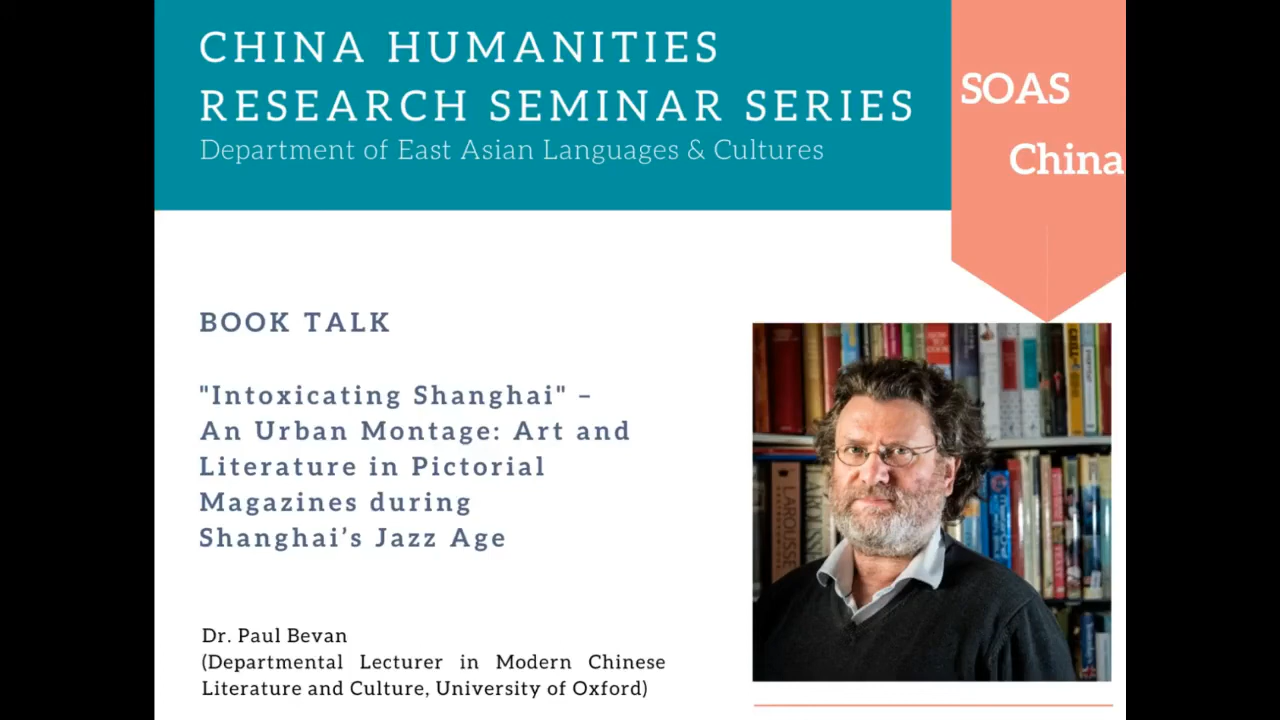 CHINA HUMANITIES
RESEARCH SEMINAR SERIES
Department of East Asian Languages & Cultures
SOAS
China
BOOK TALK
"Intoxicating Shanghai" –
An Urban Montage: Art and
Literature in Pictorial
Magazines during
Shanghai’s Jazz Age
Dr. Paul Bevan
(Departmental Lecturer in Modern Chinese
Literature and Culture, University of Oxford)
LAROUSSE